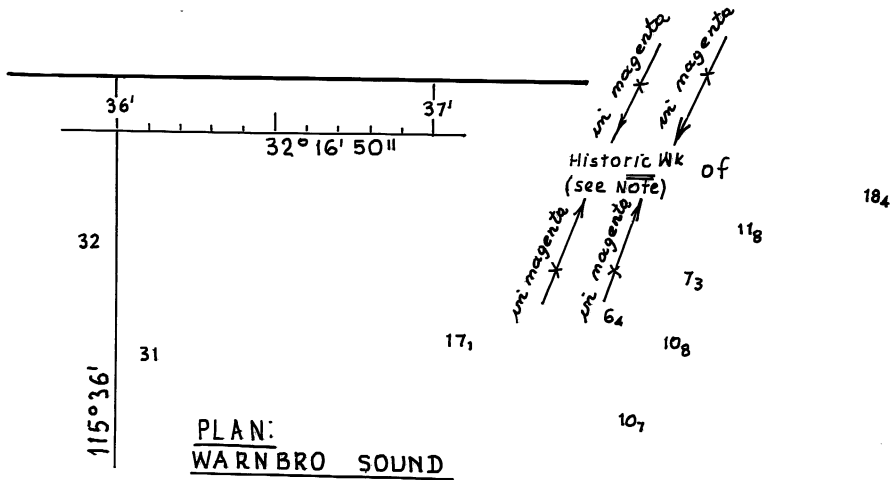 in magenta
in magenta
36' 37'
32° 16' 50"
Historic Wk of
(see Note)
18₄
11₈
32
in magenta
in magenta
7₃
6₄
17₁
10₈
31
115° 36'
10₇
PLAN:
WARNBRO SOUND